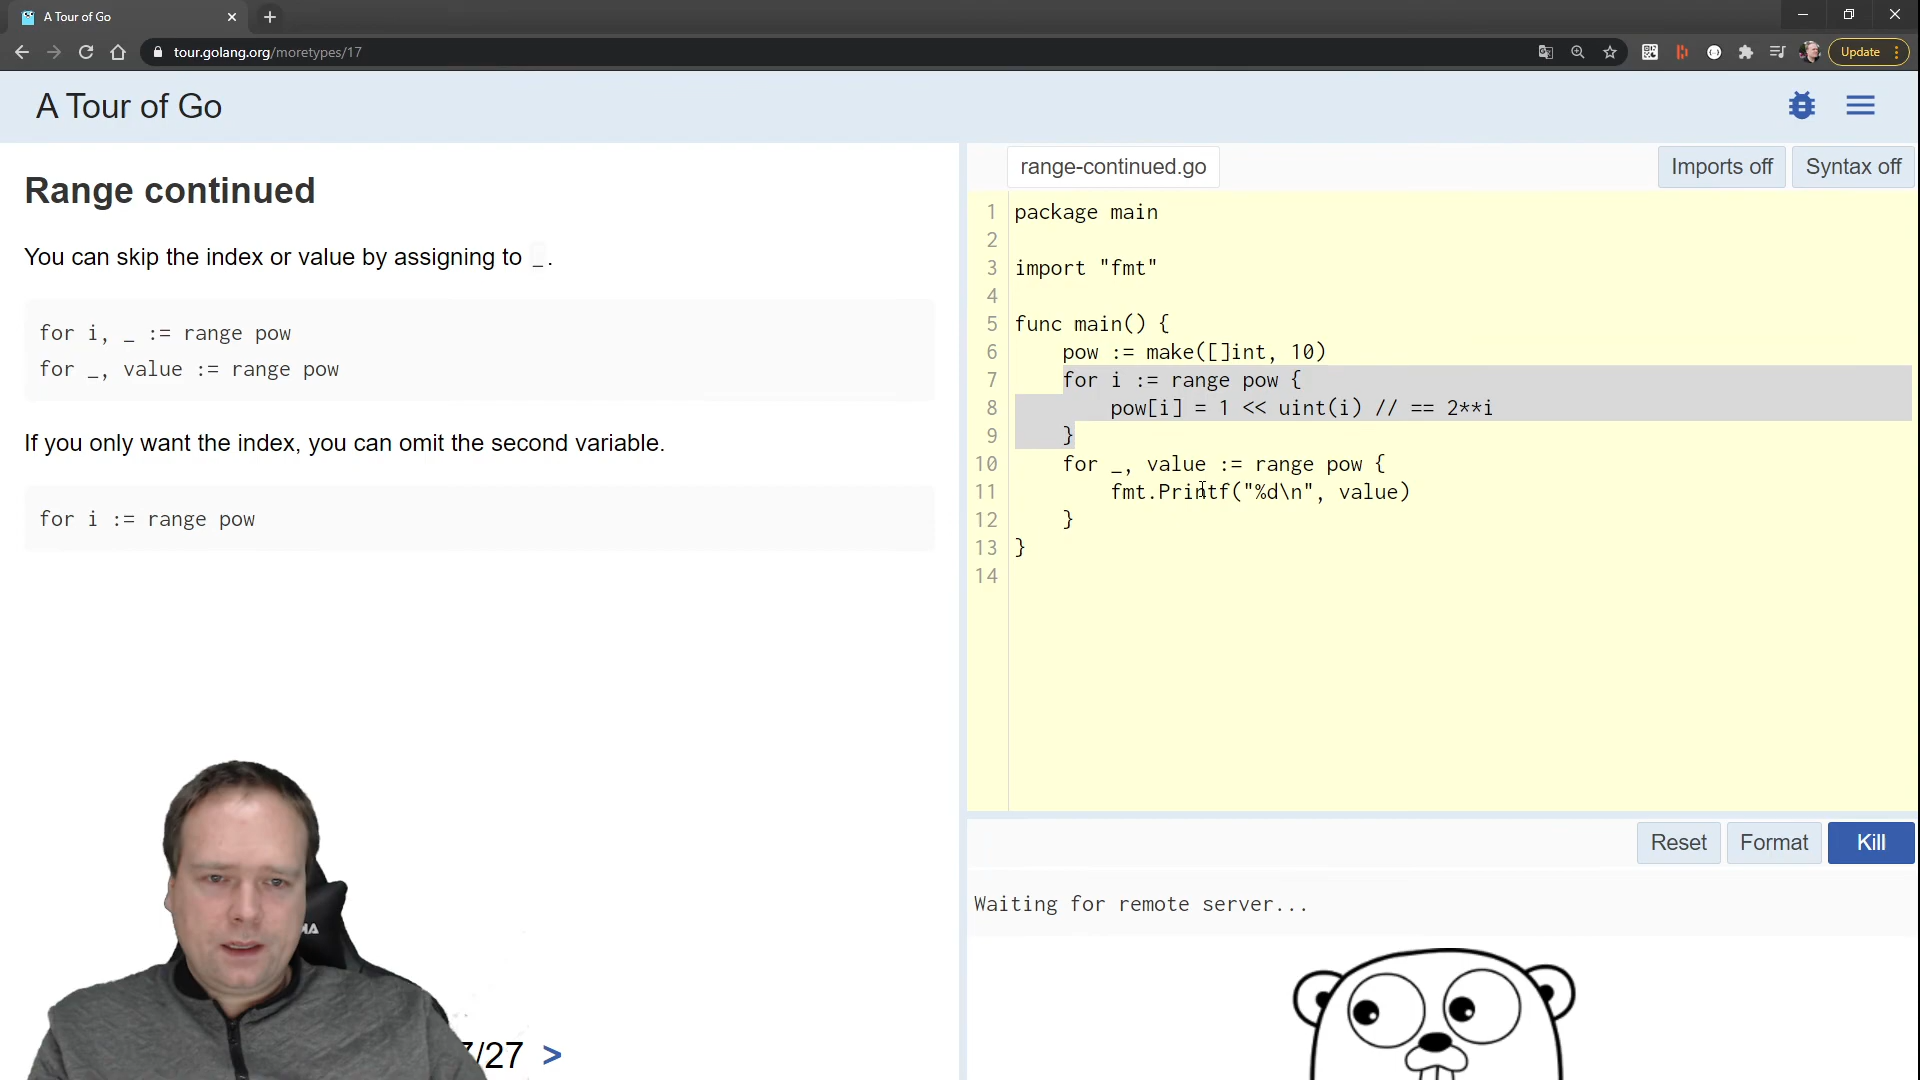 A Tour of Go
tour.golang.org/moretypes/17
Update
A Tour of Go
Range continued
You can skip the index or value by assigning to _.
for i, _ := range pow
for _, value := range pow
If you only want the index, you can omit the second variable.
for i := range pow
7/27 >
range-continued.go
Imports off
Syntax off
1 package main
2
3 import "fmt"
4
5 func main() {
6 pow := make([]int, 10)
7 for i := range pow {
8 pow[i] = 1 << uint(i) // == 2**i
9 }
10 for _, value := range pow {
11 fmt.Printf("%d\n", value)
12 }
13 }
14
Reset
Format
Kill
Waiting for remote server...